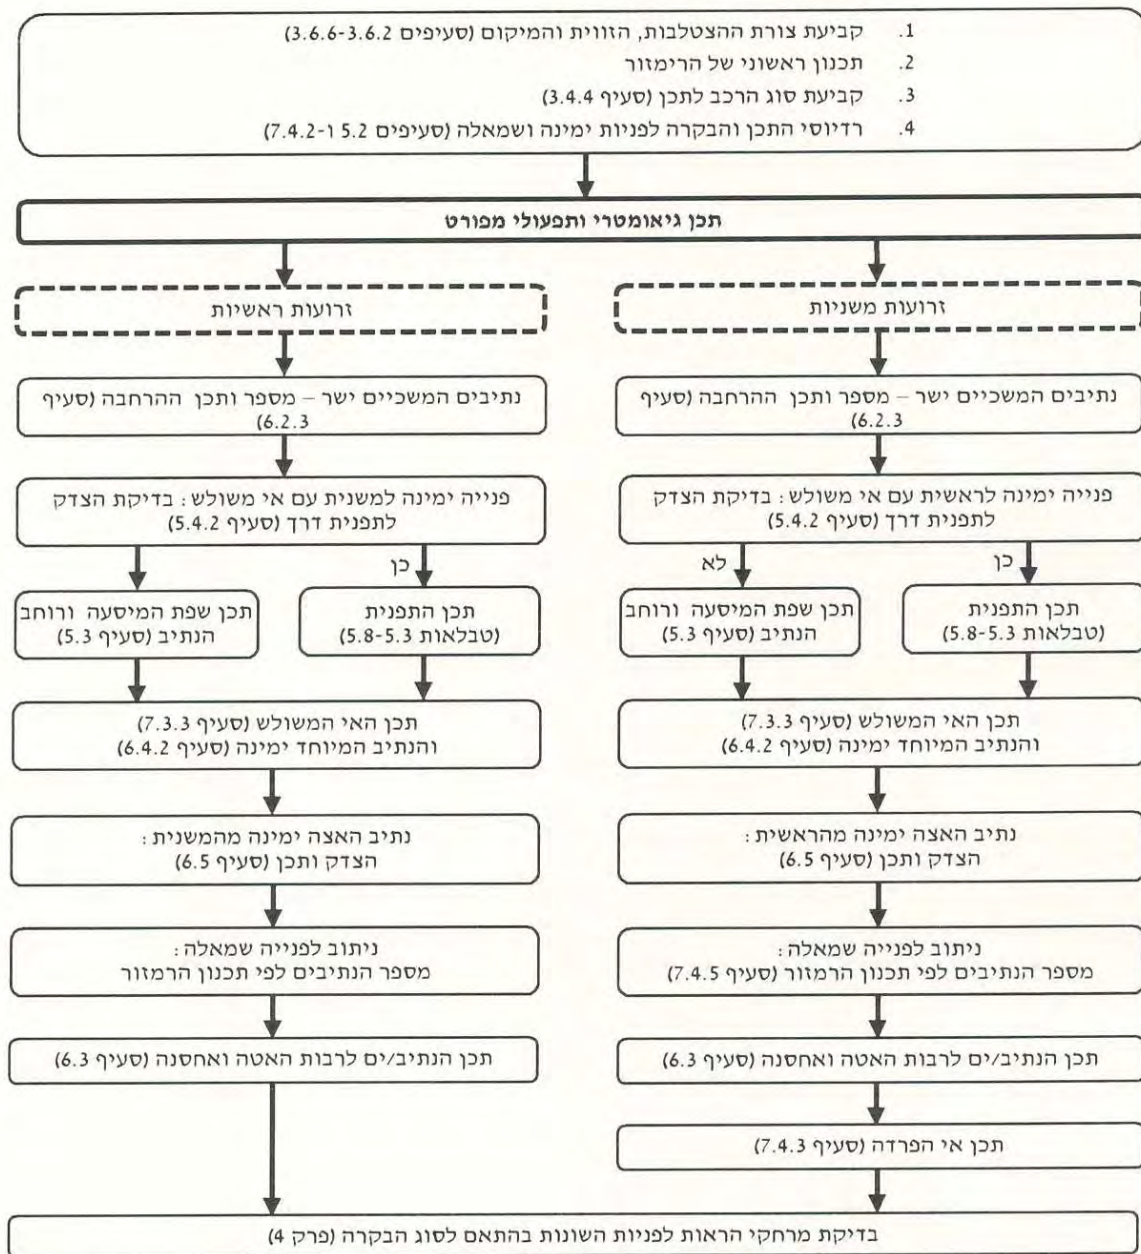 1. קביעת צורת ההצטלבות, הזווית והמיקום (סעיפים 3.6.6-3.6.2)
2. תכנון ראשוני של הרימזור
3. קביעת סוג הרכב לתכן (סעיף 3.4.4)
4. רדיוסי התכן והבקרה לפניות ימינה ושמאלה (סעיפים 5.2 ו-7.4.2)
תכן גיאומטרי ותפעולי מפורט
זרועות משניות
נתיבים המשכיים ישר – מספר ותכן ההרחבה (סעיף
6.2.3)
פנייה ימינה לראשית עם אי משולש : בדיקת הצדק
לתפנית דרך (סעיף 5.4.2)
כן
לא
תכן התפנית
(טבלאות 5.8-5.3)
תכן שפת המיסעה ורוחב
הנתיב (סעיף 5.3)
תכן האי המשולש (סעיף 7.3.3)
והנתיב המיוחד ימינה (סעיף 6.4.2)
נתיב האצה ימינה מהראשית :
הצדק ותכן (סעיף 6.5)
ניתוב לפנייה שמאלה :
מספר הנתיבים לפי תכנון הרמזור (סעיף 7.4.5)
תכן הנתיב/ים לרבות האטה ואחסנה (סעיף 6.3)
תכן אי הפרדה (סעיף 7.4.3)
זרועות ראשיות
נתיבים המשכיים ישר – מספר ותכן ההרחבה (סעיף
6.2.3)
פנייה ימינה למשנית עם אי משולש : בדיקת הצדק
לתפנית דרך (סעיף 5.4.2)
כן
תכן התפנית
(טבלאות 5.8-5.3)
תכן שפת המיסעה ורוחב
הנתיב (סעיף 5.3)
תכן האי המשולש (סעיף 7.3.3)
והנתיב המיוחד ימינה (סעיף 6.4.2)
נתיב האצה ימינה מהמשנית :
הצדק ותכן (סעיף 6.5)
ניתוב לפנייה שמאלה :
מספר הנתיבים לפי תכנון הרמזור
תכן הנתיב/ים לרבות האטה ואחסנה (סעיף 6.3)
בדיקת מרחקי הראות לפניות השונות בהתאם לסוג הבקרה (פרק 4)